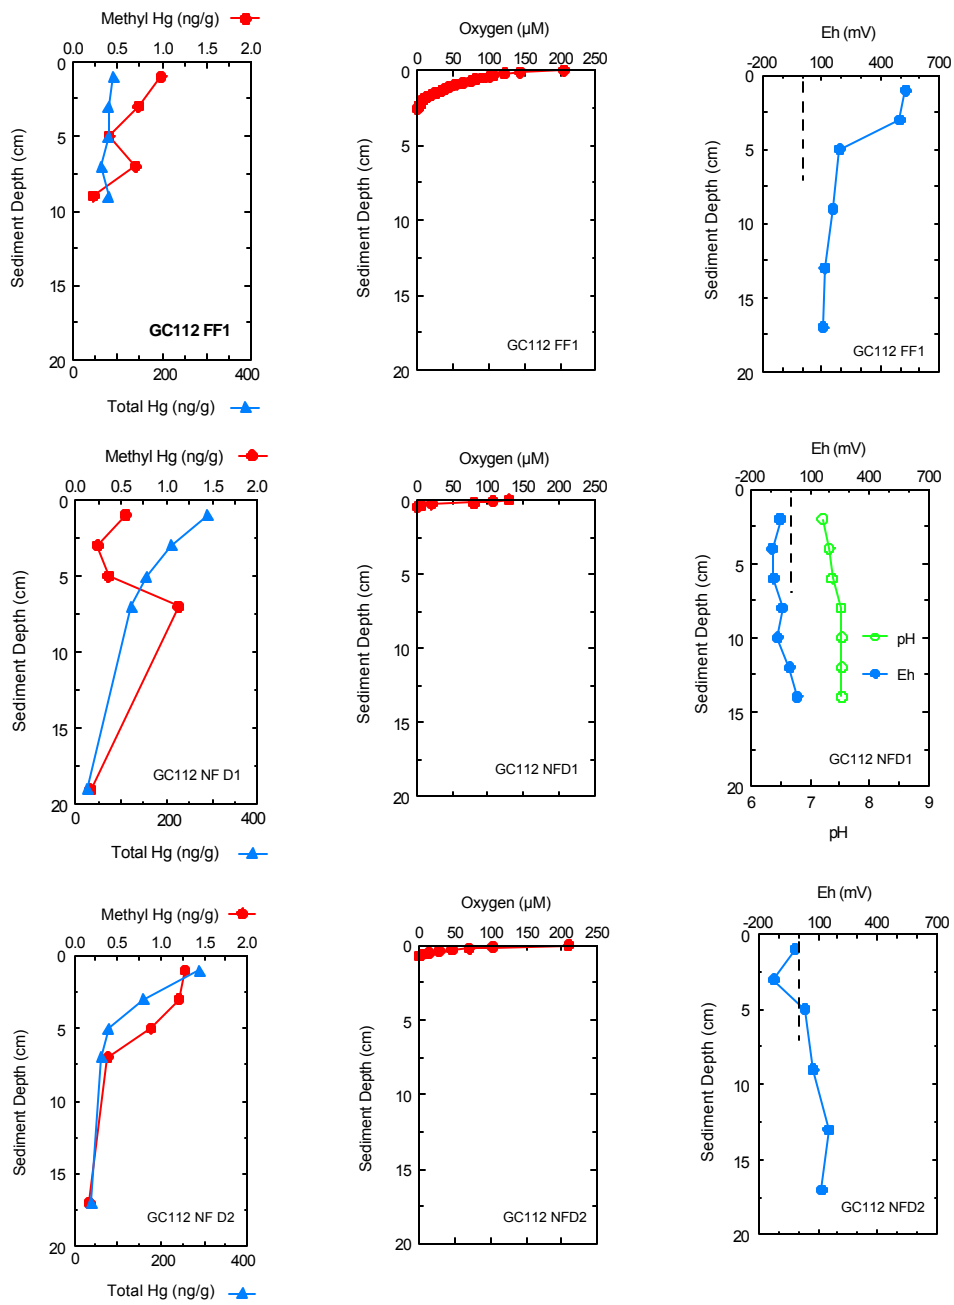 Methyl Hg (ng/g)
0.0 0.5 1.0 1.5 2.0
0
5
10
15
20
Sediment Depth (cm)
GC112 FF1
0 200 400
Total Hg (ng/g)
Oxygen (µM)
0 50 100 150 200 250
0
5
10
15
20
Sediment Depth (cm)
GC112 FF1
Eh (mV)
-200 100 400 700
0
5
10
15
20
Sediment Depth (cm)
GC112 FF1
Methyl Hg (ng/g)
0.0 0.5 1.0 1.5 2.0
0
5
10
15
20
Sediment Depth (cm)
GC112 NF D1
0 100 200 300 400
Total Hg (ng/g)
Oxygen (µM)
0 50 100 150 200 250
0
5
10
15
20
Sediment Depth (cm)
GC112 NFD1
Eh (mV)
-200 100 400 700
0
5
10
15
20
Sediment Depth (cm)
pH
Eh
GC112 NFD1
6 7 8 9
pH
Methyl Hg (ng/g)
0.0 0.4 1.0 1.4 2.0
0
5
10
15
20
Sediment Depth (cm)
GC112 NF D2
0 100 200 300 400
Total Hg (ng/g)
Oxygen (µM)
0 50 100 150 200 250
0
5
10
15
20
Sediment Depth (cm)
GC112 NFD2
Eh (mV)
-200 100 400 700
0
5
10
15
20
Sediment Depth (cm)
GC112 NFD2